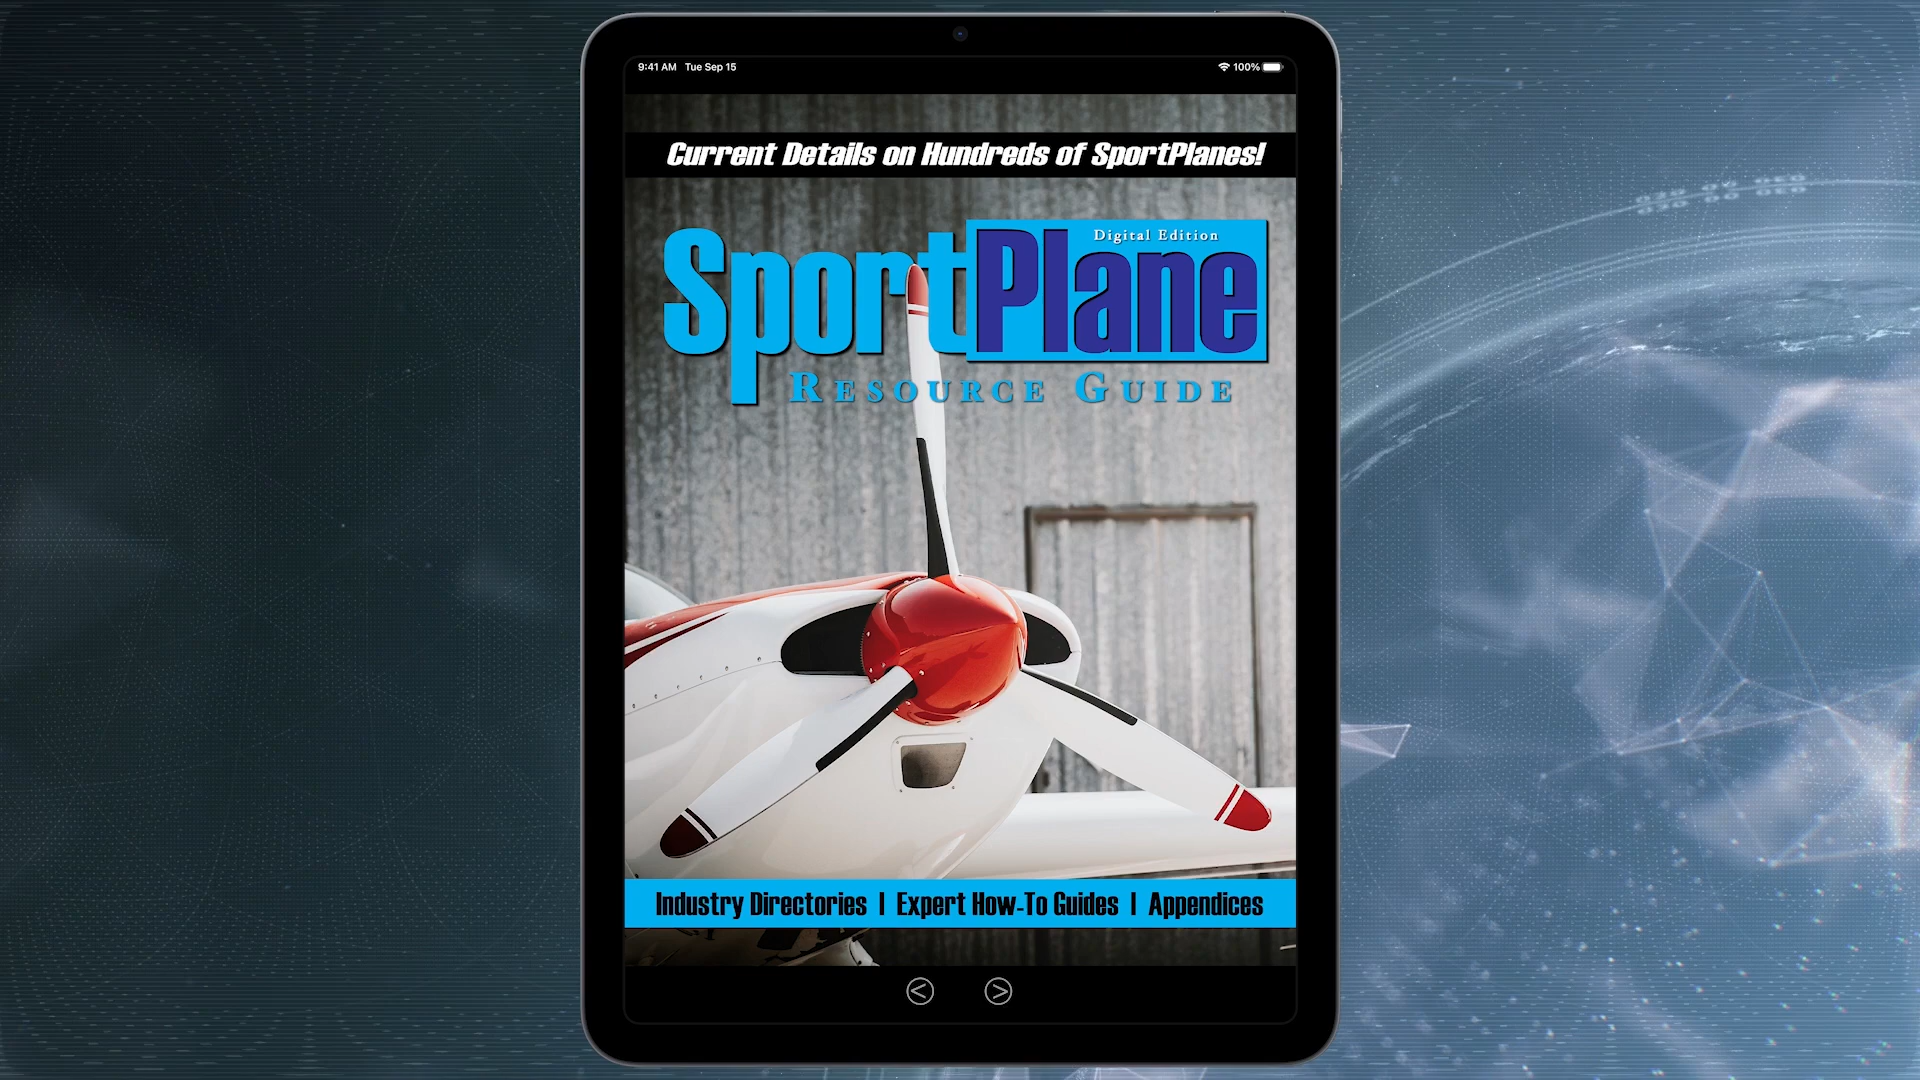 9:41 AM Tue Sep 15
100%
Current Details on Hundreds of SportPlanes!
Digital Edition
SportPlane
Resource Guide
Industry Directories | Expert How-To Guides | Appendices